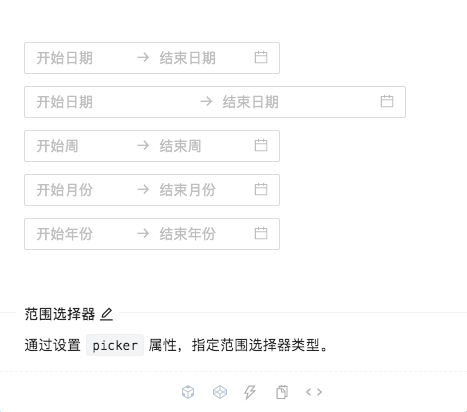 开始日期 → 结束日期
开始日期 → 结束日期
开始周 → 结束周
开始月份 → 结束月份
开始年份 → 结束年份
范围选择器
通过设置 picker 属性，指定范围选择器类型。